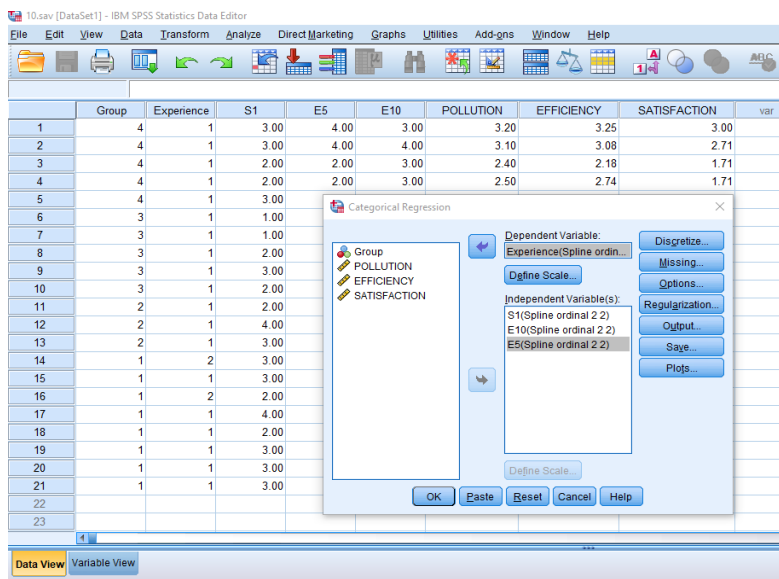 10.sav [DataSet1] - IBM SPSS Statistics Data Editor
File Edit View Data Transform Analyze Direct Marketing Graphs Utilities Add-ons Window Help
Group Experience S1 E5 E10 POLLUTION EFFICIENCY SATISFACTION var
1 4 1 3.00 4.00 3.00 3.20 3.25 3.00
2 4 1 3.00 4.00 4.00 3.10 3.08 2.71
3 4 1 2.00 2.00 3.00 2.40 2.18 1.71
4 4 1 2.00 2.00 3.00 2.50 2.74 1.71
5 4 1 3.00
6 3 1 1.00
7 3 1 1.00
8 3 1 2.00
9 3 1 3.00
10 3 1 2.00
11 2 1 2.00
12 2 1 4.00
13 2 1 3.00
14 1 2 3.00
15 1 1 3.00
16 1 2 2.00
17 1 1 4.00
18 1 1 2.00
19 1 1 3.00
20 1 1 3.00
21 1 1 3.00
22
23
Categorical Regression
Group
POLLUTION
EFFICIENCY
SATISFACTION
Dependent Variable:
Experience(Spline ordin...
Define Scale...
Independent Variable(s):
S1(Spline ordinal 2 2)
E10(Spline ordinal 2 2)
E5(Spline ordinal 2 2)
Define Scale...
Discretize...
Missing...
Options...
Regularization...
Output...
Save...
Plots...
OK Paste Reset Cancel Help
Data View Variable View